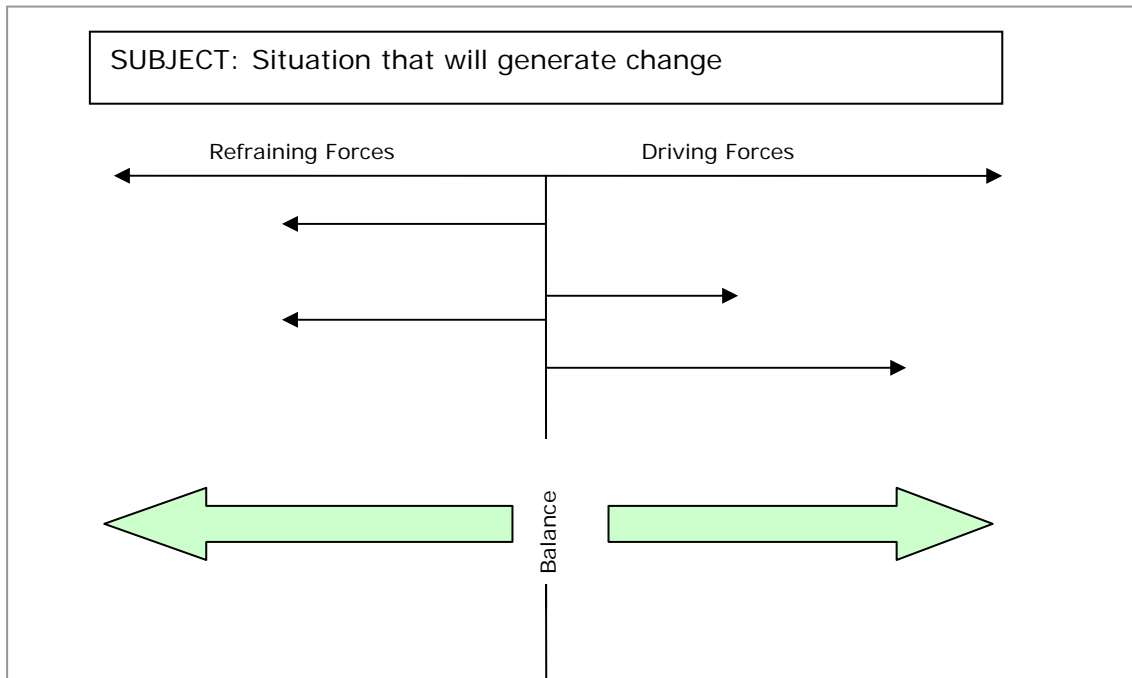 SUBJECT: Situation that will generate change
Refraining Forces
Driving Forces
Balance